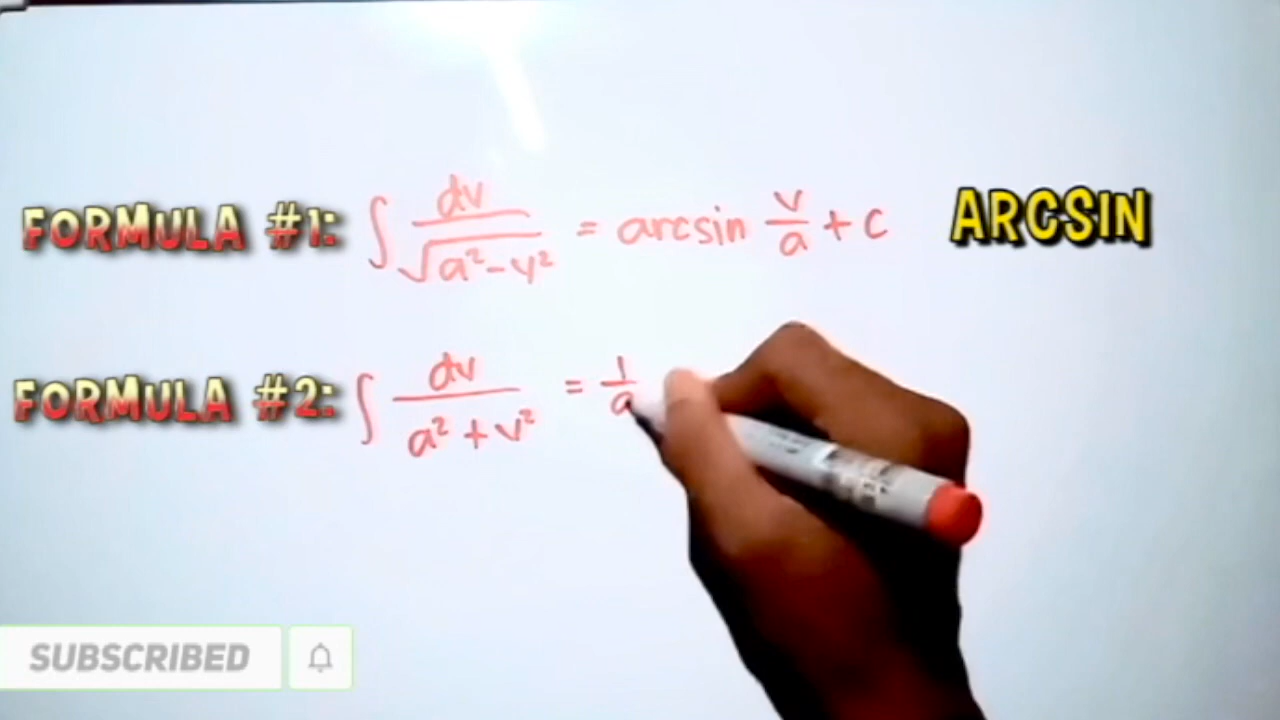 FORMULA #1: ∫ dv / √a² - v² = arcsin v/a + c ARCSIN
FORMULA #2: ∫ dv / a² + v² = 1/a
SUBSCRIBED